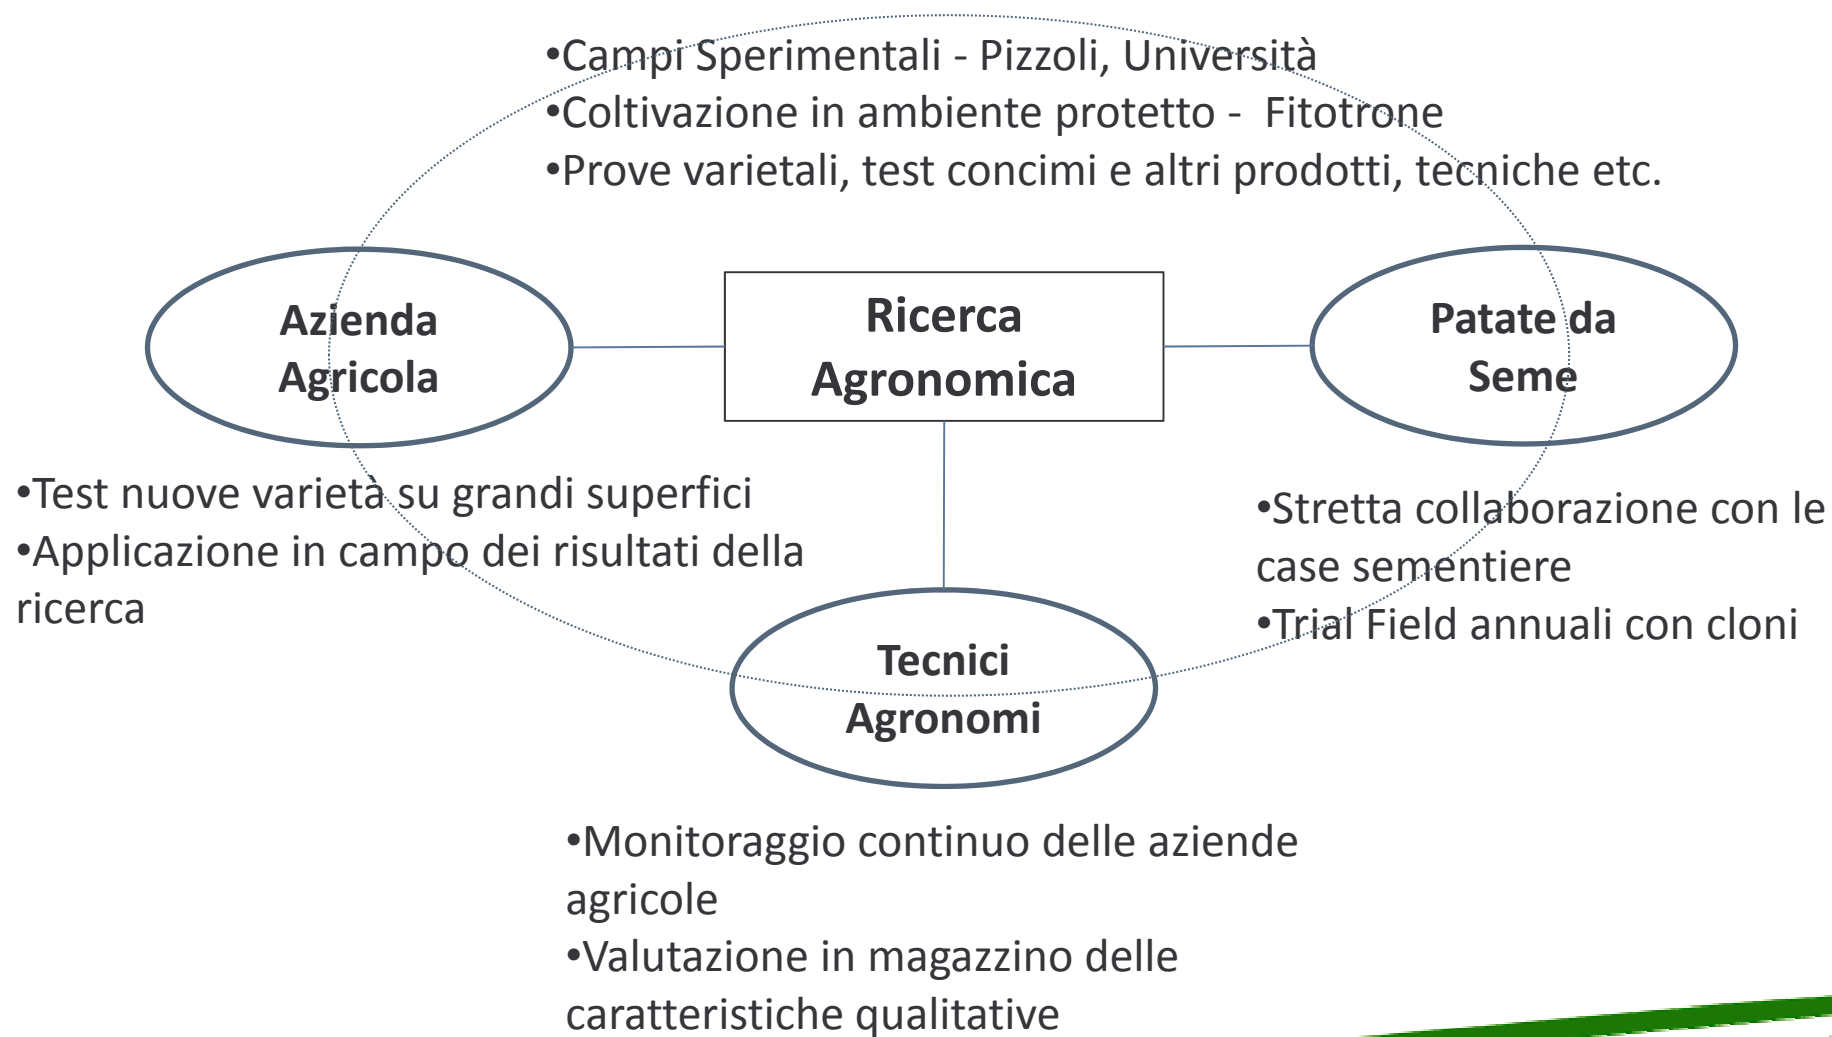 •Campi Sperimentali - Pizzoli, Università
•Coltivazione in ambiente protetto -  Fitotrone
•Prove varietali, test concimi e altri prodotti, tecniche etc.
Azienda
Agricola
Ricerca
Agronomica
Patate da
Seme
•Test nuove varietà su grandi superfici
•Applicazione in campo dei risultati della
ricerca
•Stretta collaborazione con le
case sementiere
•Trial Field annuali con cloni
Tecnici
Agronomi
•Monitoraggio continuo delle aziende
agricole
•Valutazione in magazzino delle
caratteristiche qualitative